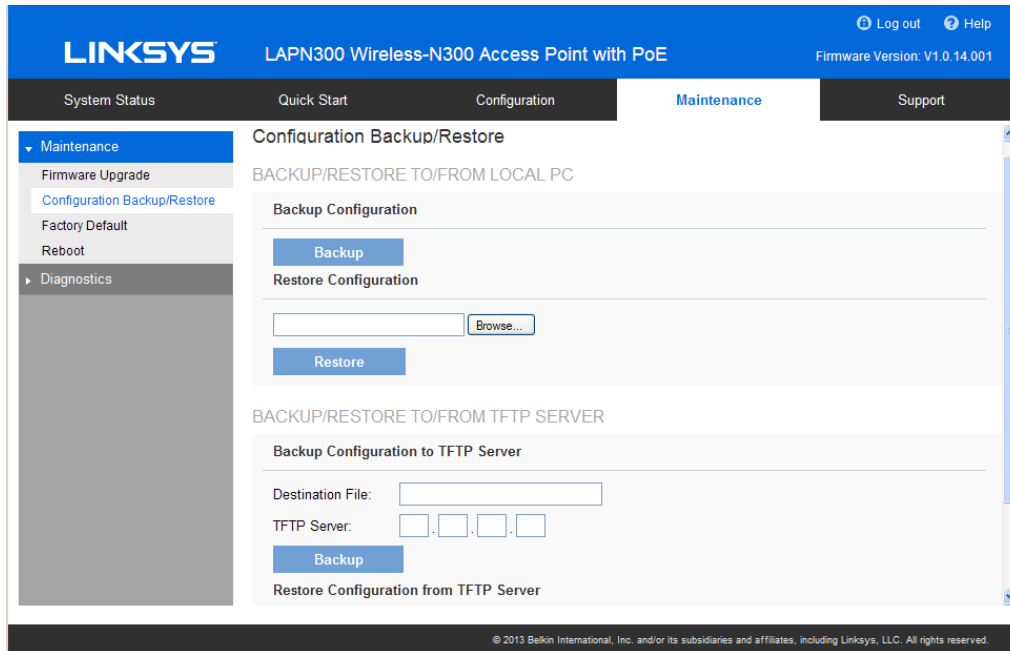 Log out Help
LINKSYS LAPN300 Wireless-N300 Access Point with PoE Firmware Version: V1.0.14.001
System Status Quick Start Configuration Maintenance Support
Maintenance
Firmware Upgrade
Configuration Backup/Restore
Factory Default
Reboot
Diagnostics
Configuration Backup/Restore
BACKUP/RESTORE TO/FROM LOCAL PC
Backup Configuration
Backup
Restore Configuration
Browse...
Restore
BACKUP/RESTORE TO/FROM TFTP SERVER
Backup Configuration to TFTP Server
Destination File:
TFTP Server: . . .
Backup
Restore Configuration from TFTP Server
© 2013 Belkin International, Inc. and/or its subsidiaries and affiliates, including Linksys, LLC. All rights reserved.